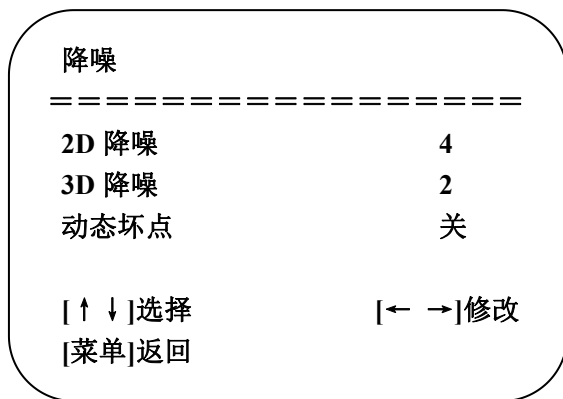 降噪
=================
2D 降噪 4
3D 降噪 2
动态坏点 关
[↑ ↓]选择 [← →]修改
[菜单]返回